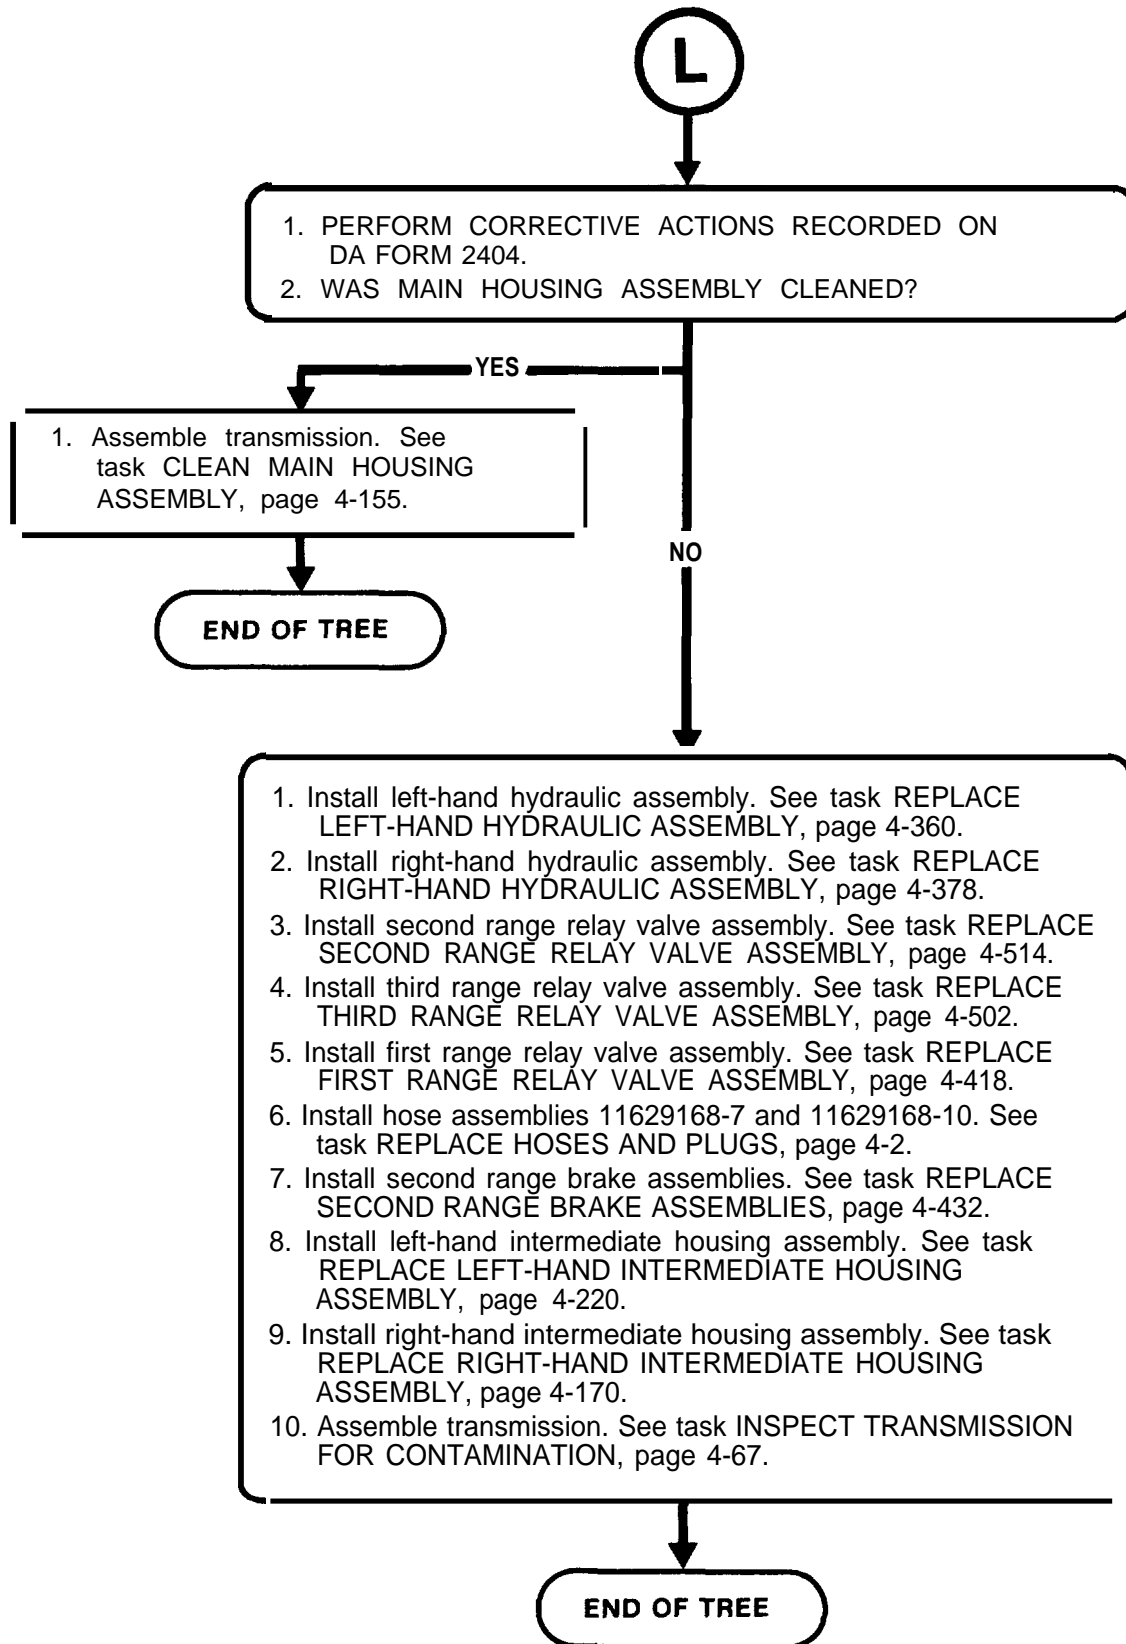 L
1. PERFORM CORRECTIVE ACTIONS RECORDED ON
DA FORM 2404.
2. WAS MAIN HOUSING ASSEMBLY CLEANED?
YES
1. Assemble transmission. See
task CLEAN MAIN HOUSING
ASSEMBLY, page 4-155.
NO
END OF TREE
1. Install left-hand hydraulic assembly. See task REPLACE
LEFT-HAND HYDRAULIC ASSEMBLY, page 4-360.
2. Install right-hand hydraulic assembly. See task REPLACE
RIGHT-HAND HYDRAULIC ASSEMBLY, page 4-378.
3. Install second range relay valve assembly. See task REPLACE
SECOND RANGE RELAY VALVE ASSEMBLY, page 4-514.
4. Install third range relay valve assembly. See task REPLACE
THIRD RANGE RELAY VALVE ASSEMBLY, page 4-502.
5. Install first range relay valve assembly. See task REPLACE
FIRST RANGE RELAY VALVE ASSEMBLY, page 4-418.
6. Install hose assemblies 11629168-7 and 11629168-10. See
task REPLACE HOSES AND PLUGS, page 4-2.
7. Install second range brake assemblies. See task REPLACE
SECOND RANGE BRAKE ASSEMBLIES, page 4-432.
8. Install left-hand intermediate housing assembly. See task
REPLACE LEFT-HAND INTERMEDIATE HOUSING
ASSEMBLY, page 4-220.
9. Install right-hand intermediate housing assembly. See task
REPLACE RIGHT-HAND INTERMEDIATE HOUSING
ASSEMBLY, page 4-170.
10. Assemble transmission. See task INSPECT TRANSMISSION
FOR CONTAMINATION, page 4-67.
END OF TREE